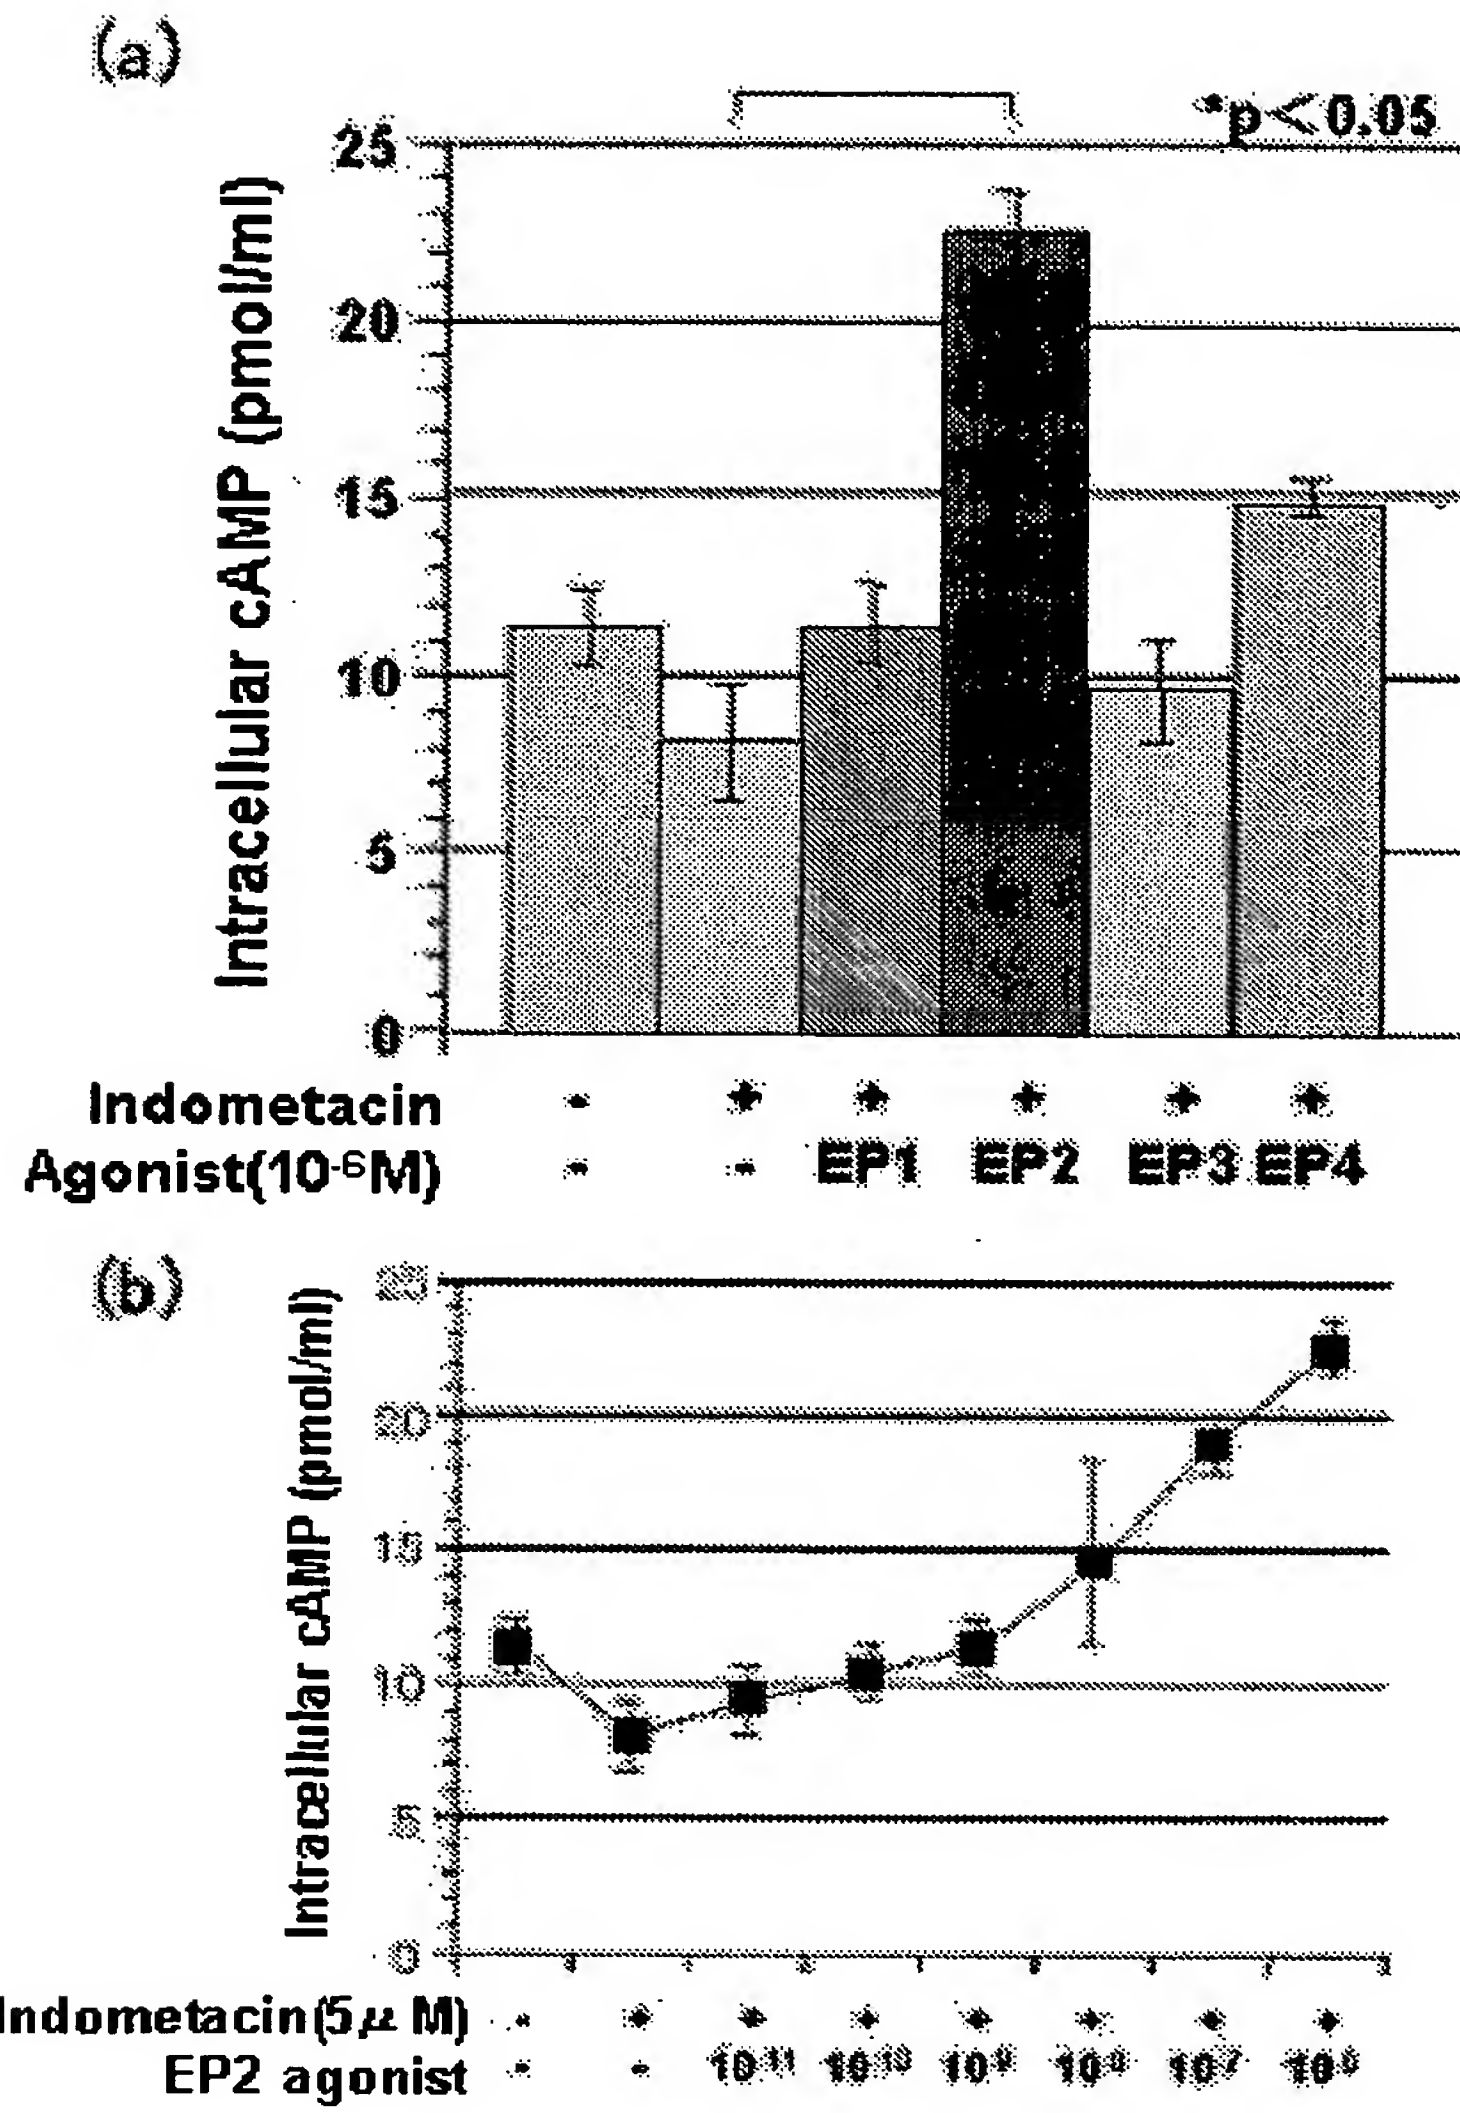 (a)
*p<0.05
Intracellular cAMP (pmol/ml)
25
20
15
10
5
0
Indometacin - + + + + +
Agonist(10-6M) - - EP1 EP2 EP3 EP4
(b)
Intracellular cAMP (pmol/ml)
25
20
15
10
5
0
Indometacin(5μM) - + + + + + + +
EP2 agonist - - 10-11 10-10 10-9 10-8 10-7 10-6